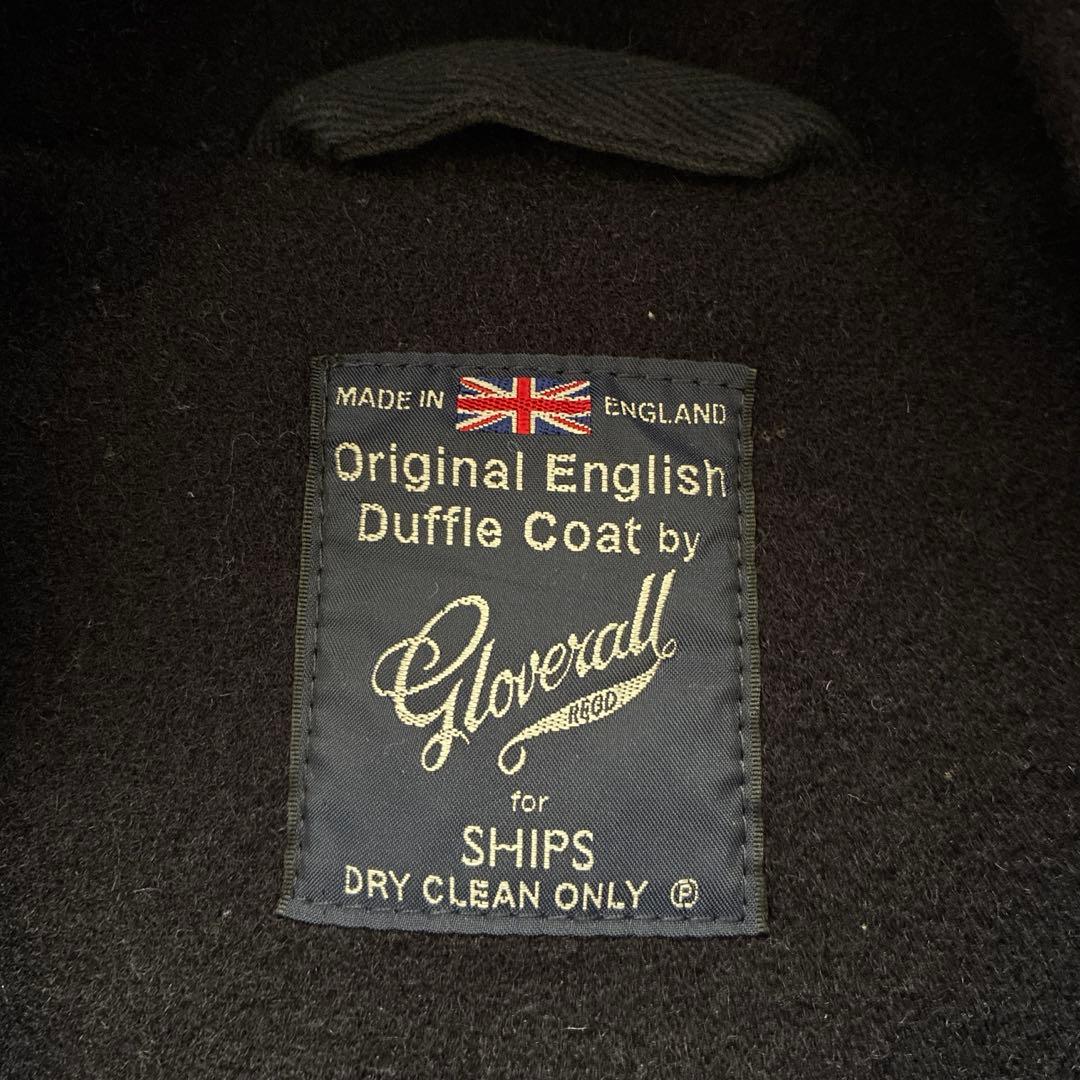 MADE IN ENGLAND
Original English
Duffle Coat by
Gloverall
REGD
for
SHIPS
DRY CLEAN ONLY Ⓟ